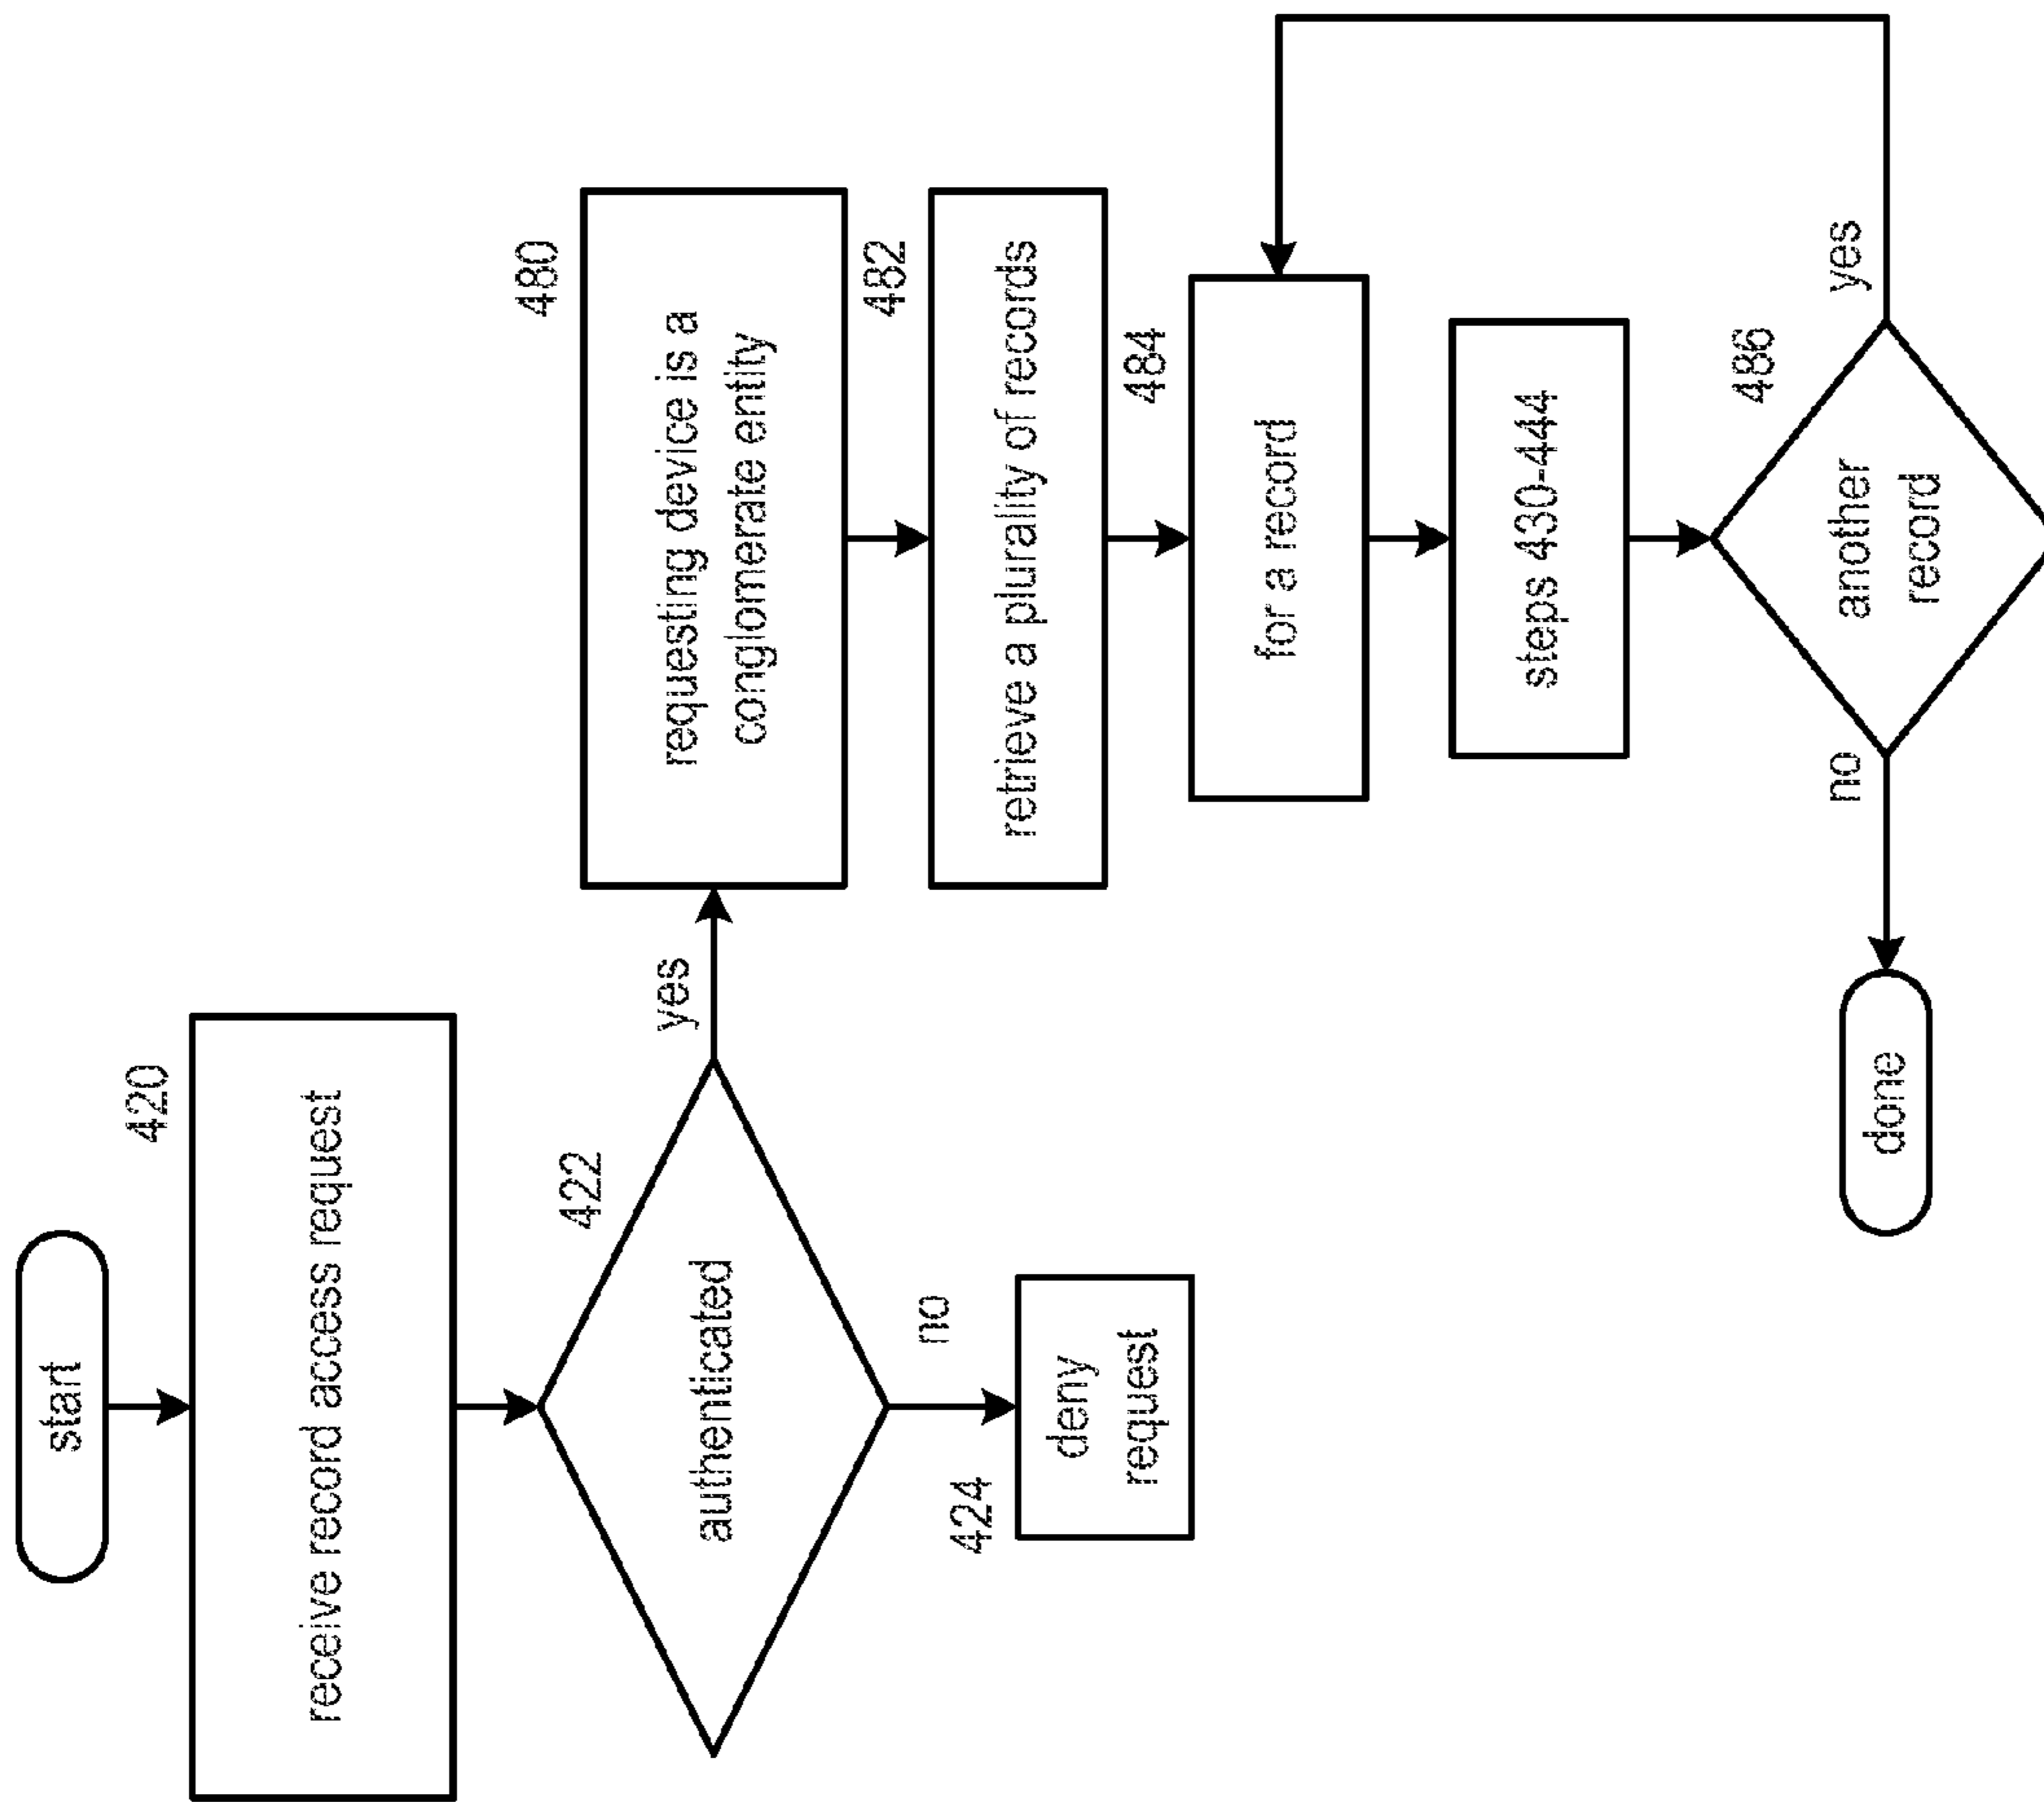 start
420
receive record access request
422
authenticated
yes
no
424
deny
request
480
requesting device is a
conglomerate entity
482
retrieve a plurality of records
484
for a record
steps 430-444
486
another
record
yes
no
done